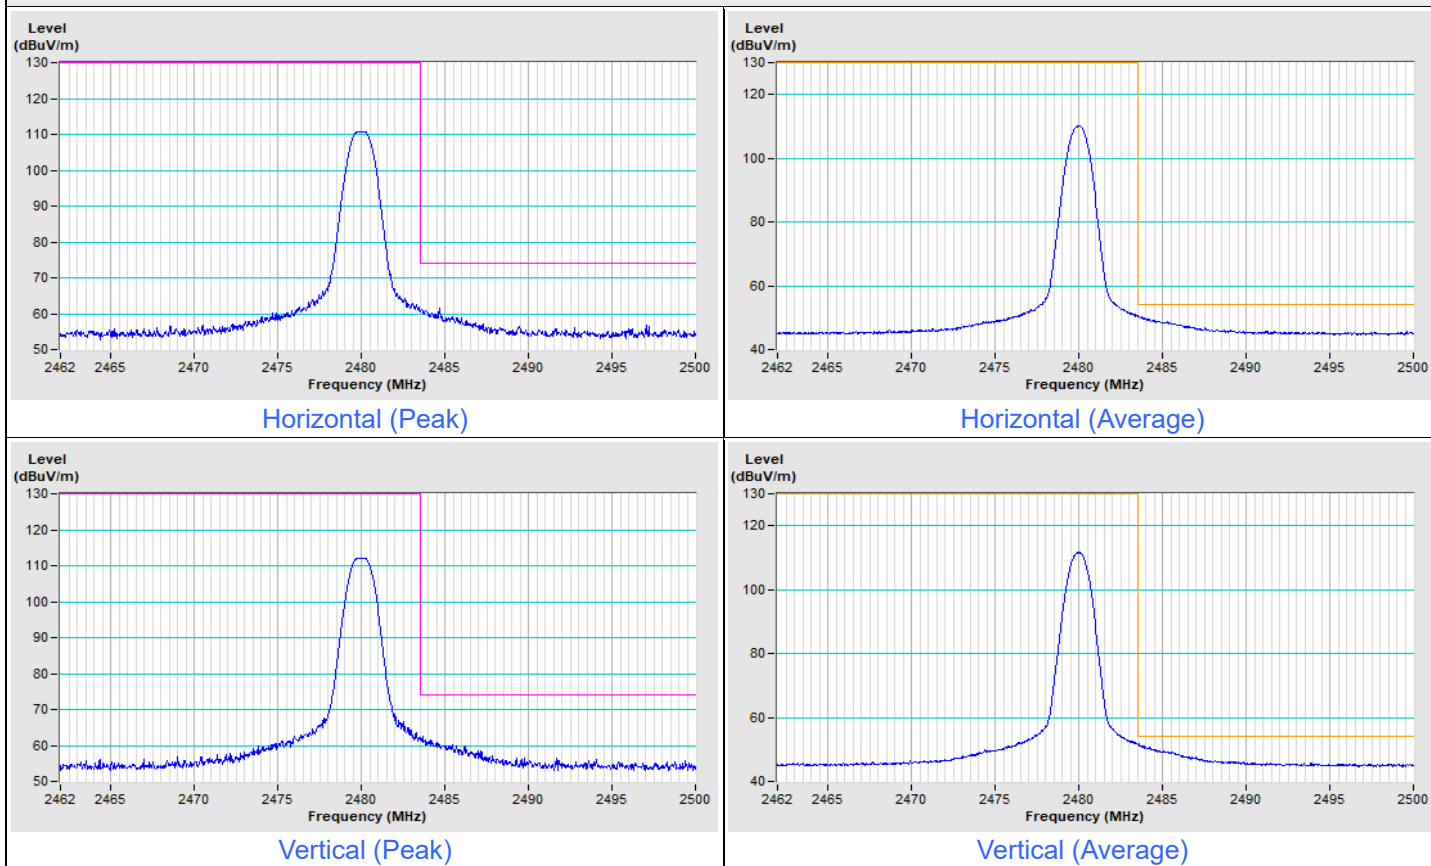 Level
(dBuV/m)
130
120
110
100
90
80
70
60
50
2462 2465 2470 2475 2480 2485 2490 2495 2500
Frequency (MHz)
Horizontal (Peak)
Level
(dBuV/m)
130
120
100
80
60
40
2462 2465 2470 2475 2480 2485 2490 2495 2500
Frequency (MHz)
Horizontal (Average)
Level
(dBuV/m)
130
120
110
100
90
80
70
60
50
2462 2465 2470 2475 2480 2485 2490 2495 2500
Frequency (MHz)
Vertical (Peak)
Level
(dBuV/m)
130
120
100
80
60
40
2462 2465 2470 2475 2480 2485 2490 2495 2500
Frequency (MHz)
Vertical (Average)